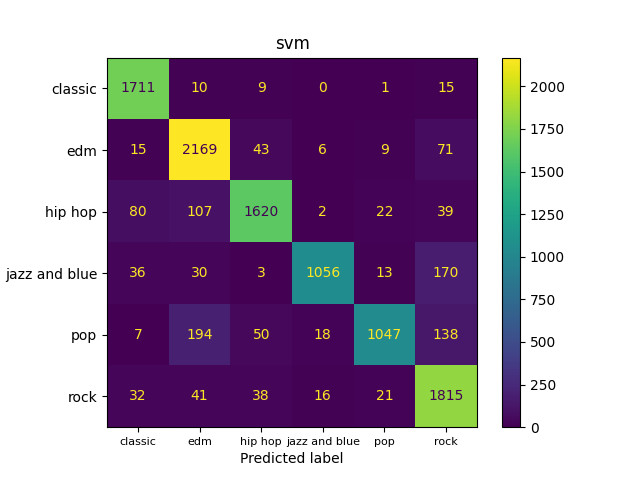 svm
classic 1711 10 9 0 1 15
edm 15 2169 43 6 9 71
hip hop 80 107 1620 2 22 39
jazz and blue 36 30 3 1056 13 170
pop 7 194 50 18 1047 138
rock 32 41 38 16 21 1815
classic edm hip hop jazz and blue pop rock
Predicted label
2000
1750
1500
1250
1000
750
500
250
0